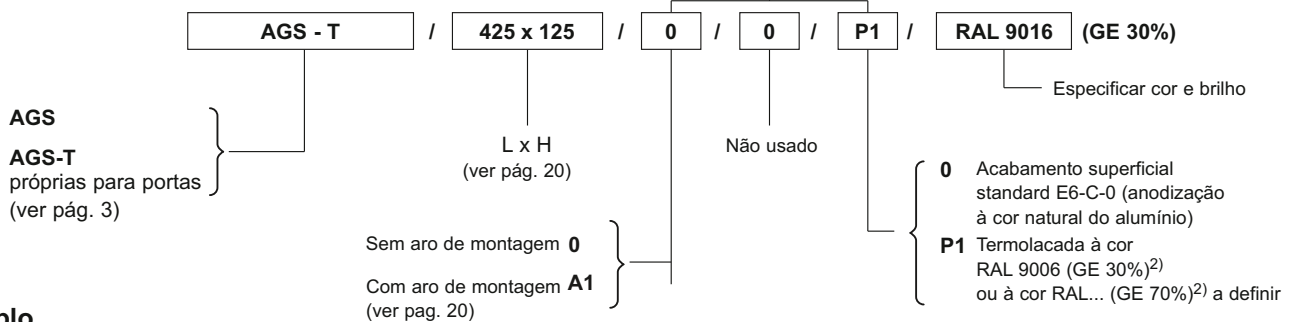 AGS - T / 425 x 125 / 0 / 0 / P1 / RAL 9016 (GE 30%)
Especificar cor e brilho
AGS
AGS-T
próprias para portas
(ver pág. 3)
L x H
(ver pág. 20)
Não usado
Sem aro de montagem 0
Com aro de montagem A1
(ver pag. 20)
0 Acabamento superficial
standard E6-C-0 (anodização
à cor natural do alumínio)
P1 Termolacada à cor
RAL 9006 (GE 30%)2)
ou à cor RAL... (GE 70%)2) a definir